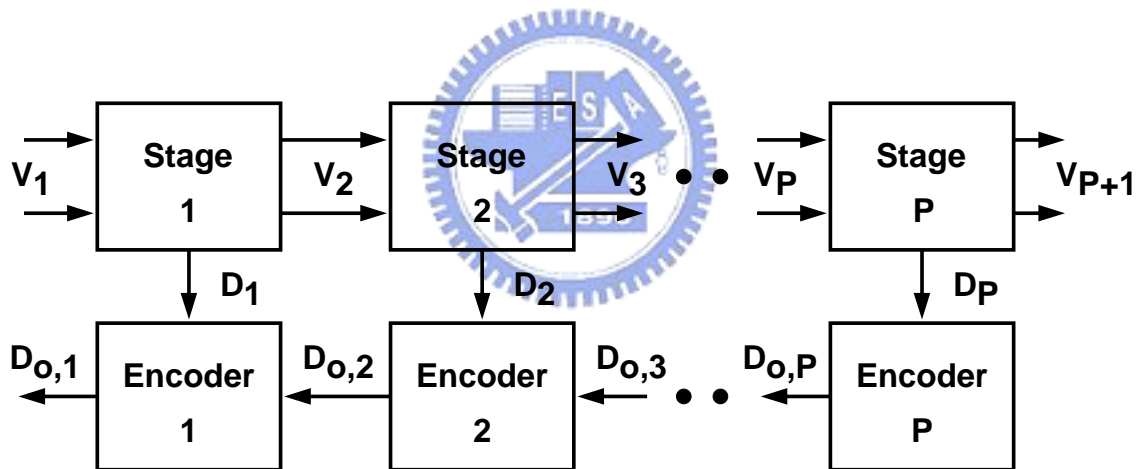 Stage
1
Stage
2
Stage
P
V1
V2
V3
VP
VP+1
D1
D2
DP
Encoder
1
Encoder
2
Encoder
P
Do,1
Do,2
Do,3
Do,P
E S A
1896